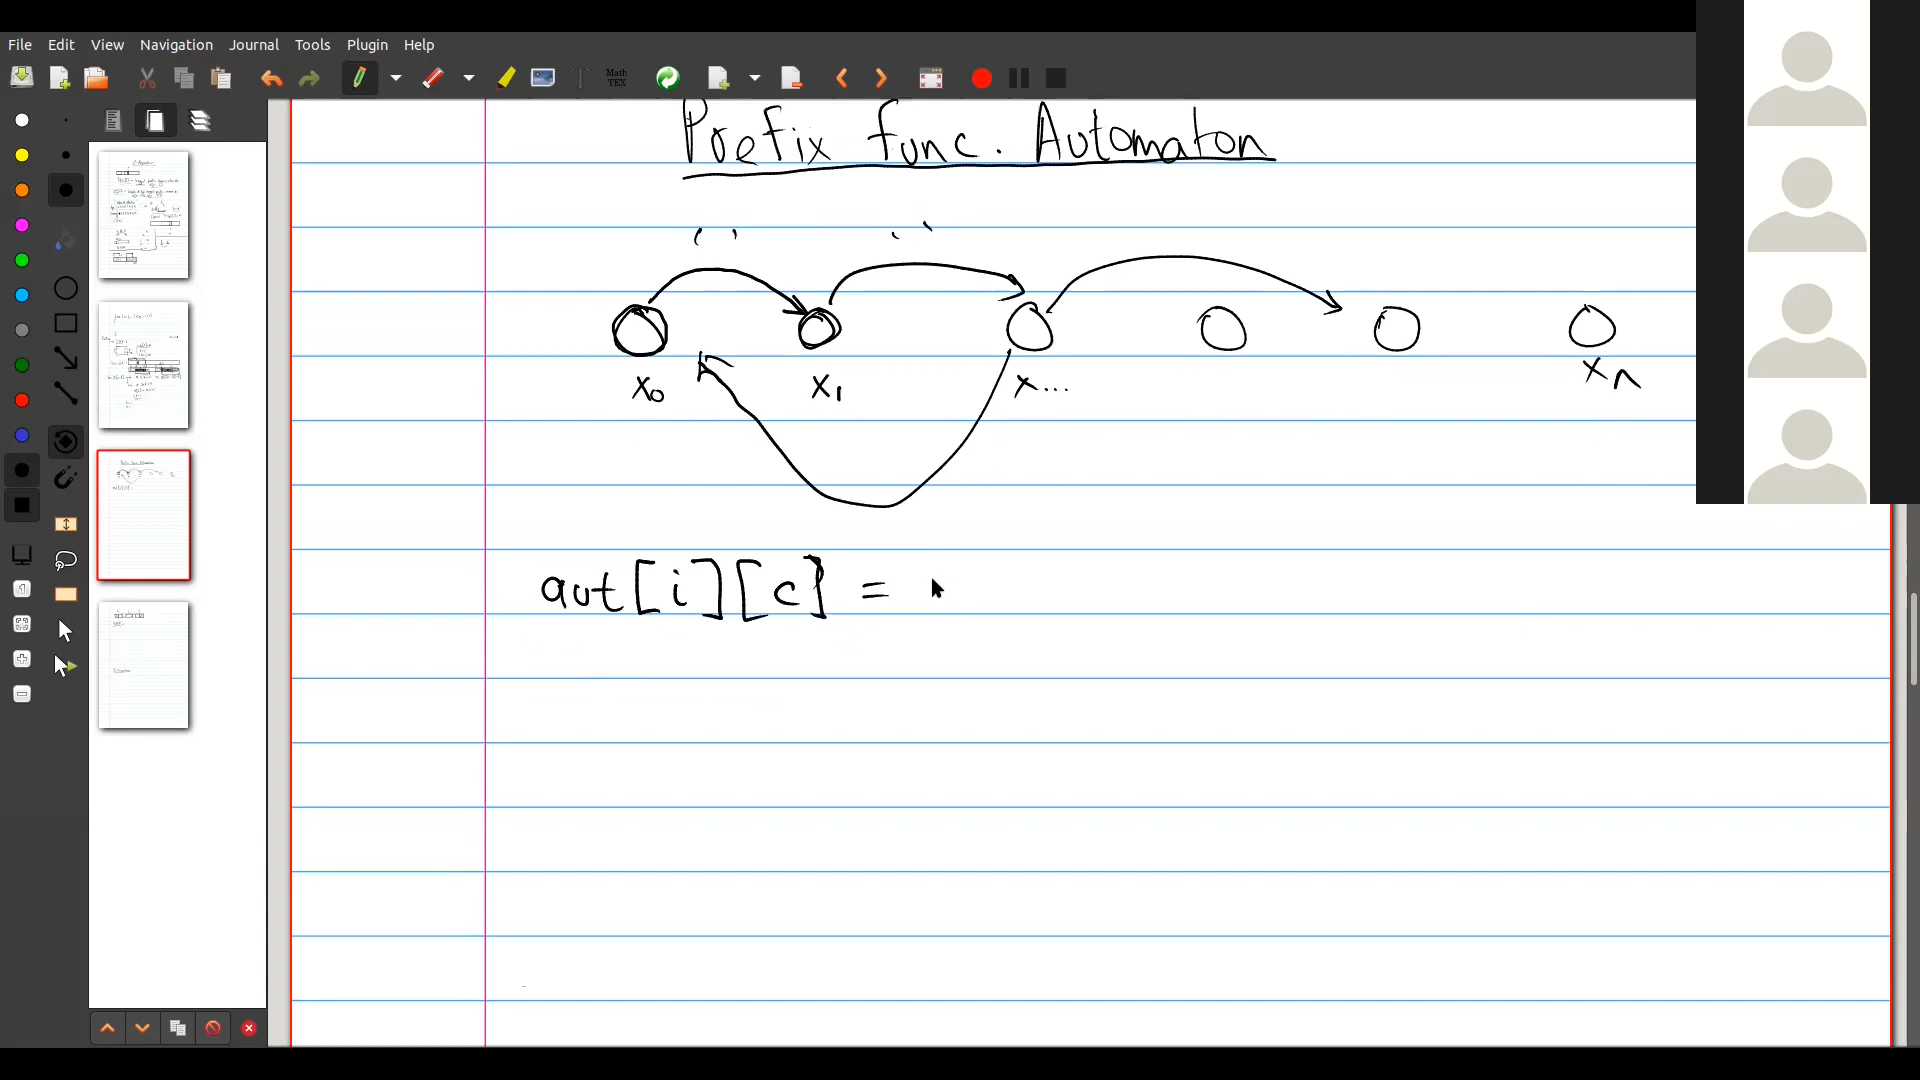 File Edit View Navigation Journal Tools Plugin Help
Math TEX
Prefix func. Automaton
x0 x1 x... xn
aut[i][c] =